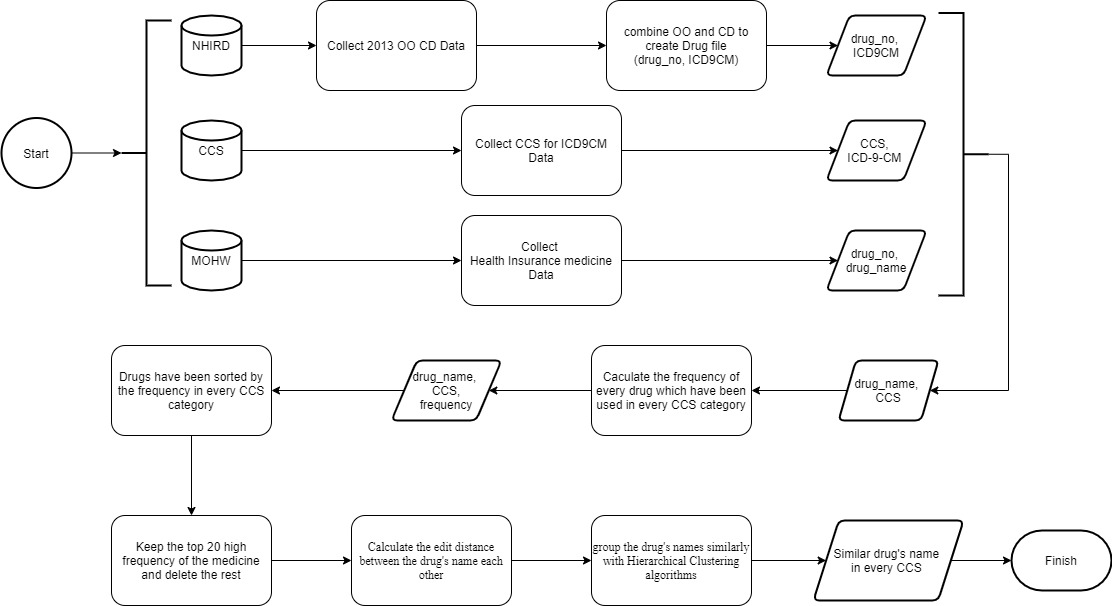 NHIRD
Collect 2013 OO CD Data
combine OO and CD to
create Drug file
(drug_no, ICD9CM)
drug_no,
ICD9CM
Start
CCS
Collect CCS for ICD9CM
Data
CCS,
ICD-9-CM
MOHW
Collect
Health Insurance medicine
Data
drug_no,
drug_name
Drugs have been sorted by
the frequency in every CCS
category
drug_name,
CCS,
frequency
Caculate the frequency of
every drug which have been
used in every CCS category
drug_name,
CCS
Keep the top 20 high
frequency of the medicine
and delete the rest
Calculate the edit distance
between the drug's name each
other
group the drug's names similarly
with Hierarchical Clustering
algorithms
Similar drug's name
in every CCS
Finish